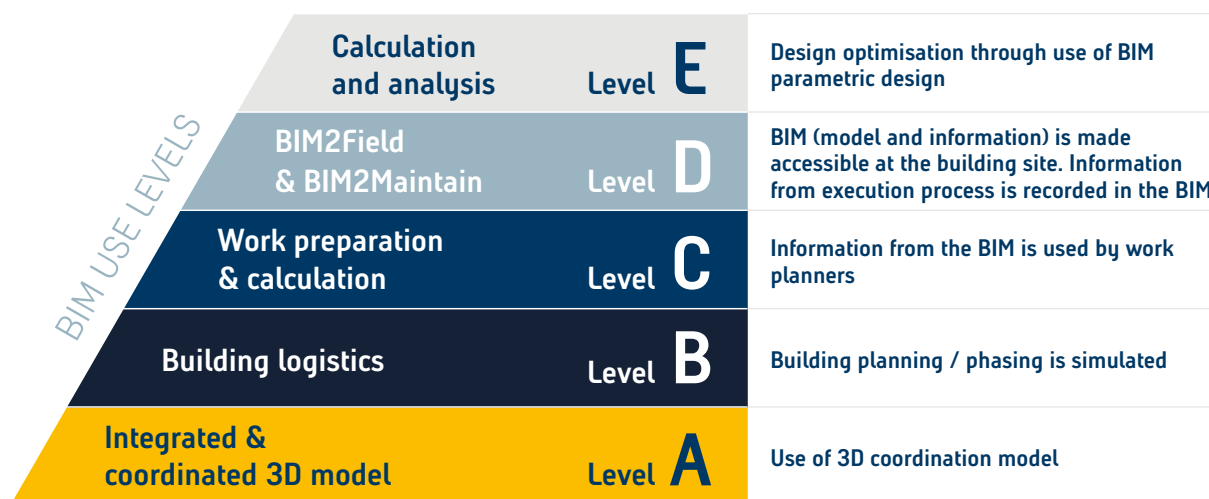 BIM USE LEVELS
Calculation
and analysis
Level E
Design optimisation through use of BIM
parametric design
BIM2Field
& BIM2Maintain
Level D
BIM (model and information) is made
accessible at the building site. Information
from execution process is recorded in the BIM
Work preparation
& calculation
Level C
Information from the BIM is used by work
planners
Building logistics
Level B
Building planning / phasing is simulated
Integrated &
coordinated 3D model
Level A
Use of 3D coordination model